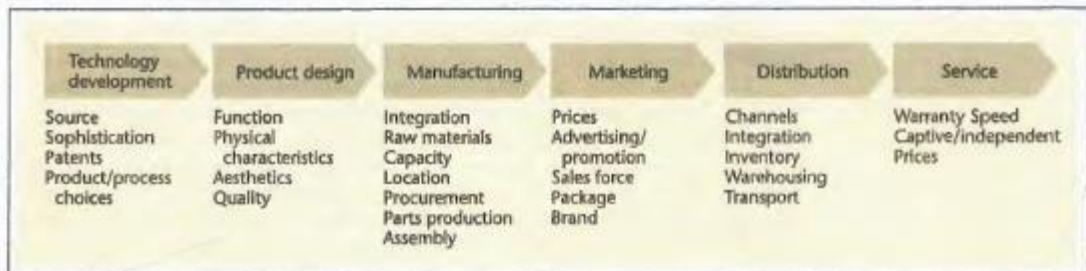 Technology
development
Source
Sophistication
Patents
Product/process
choices
Product design
Function
Physical
characteristics
Aesthetics
Quality
Manufacturing
Integration
Raw materials
Capacity
Location
Procurement
Parts production
Assembly
Marketing
Prices
Advertising/
promotion
Sales force
Package
Brand
Distribution
Channels
Integration
Inventory
Warehousing
Transport
Service
Warranty Speed
Captive/independent
Prices